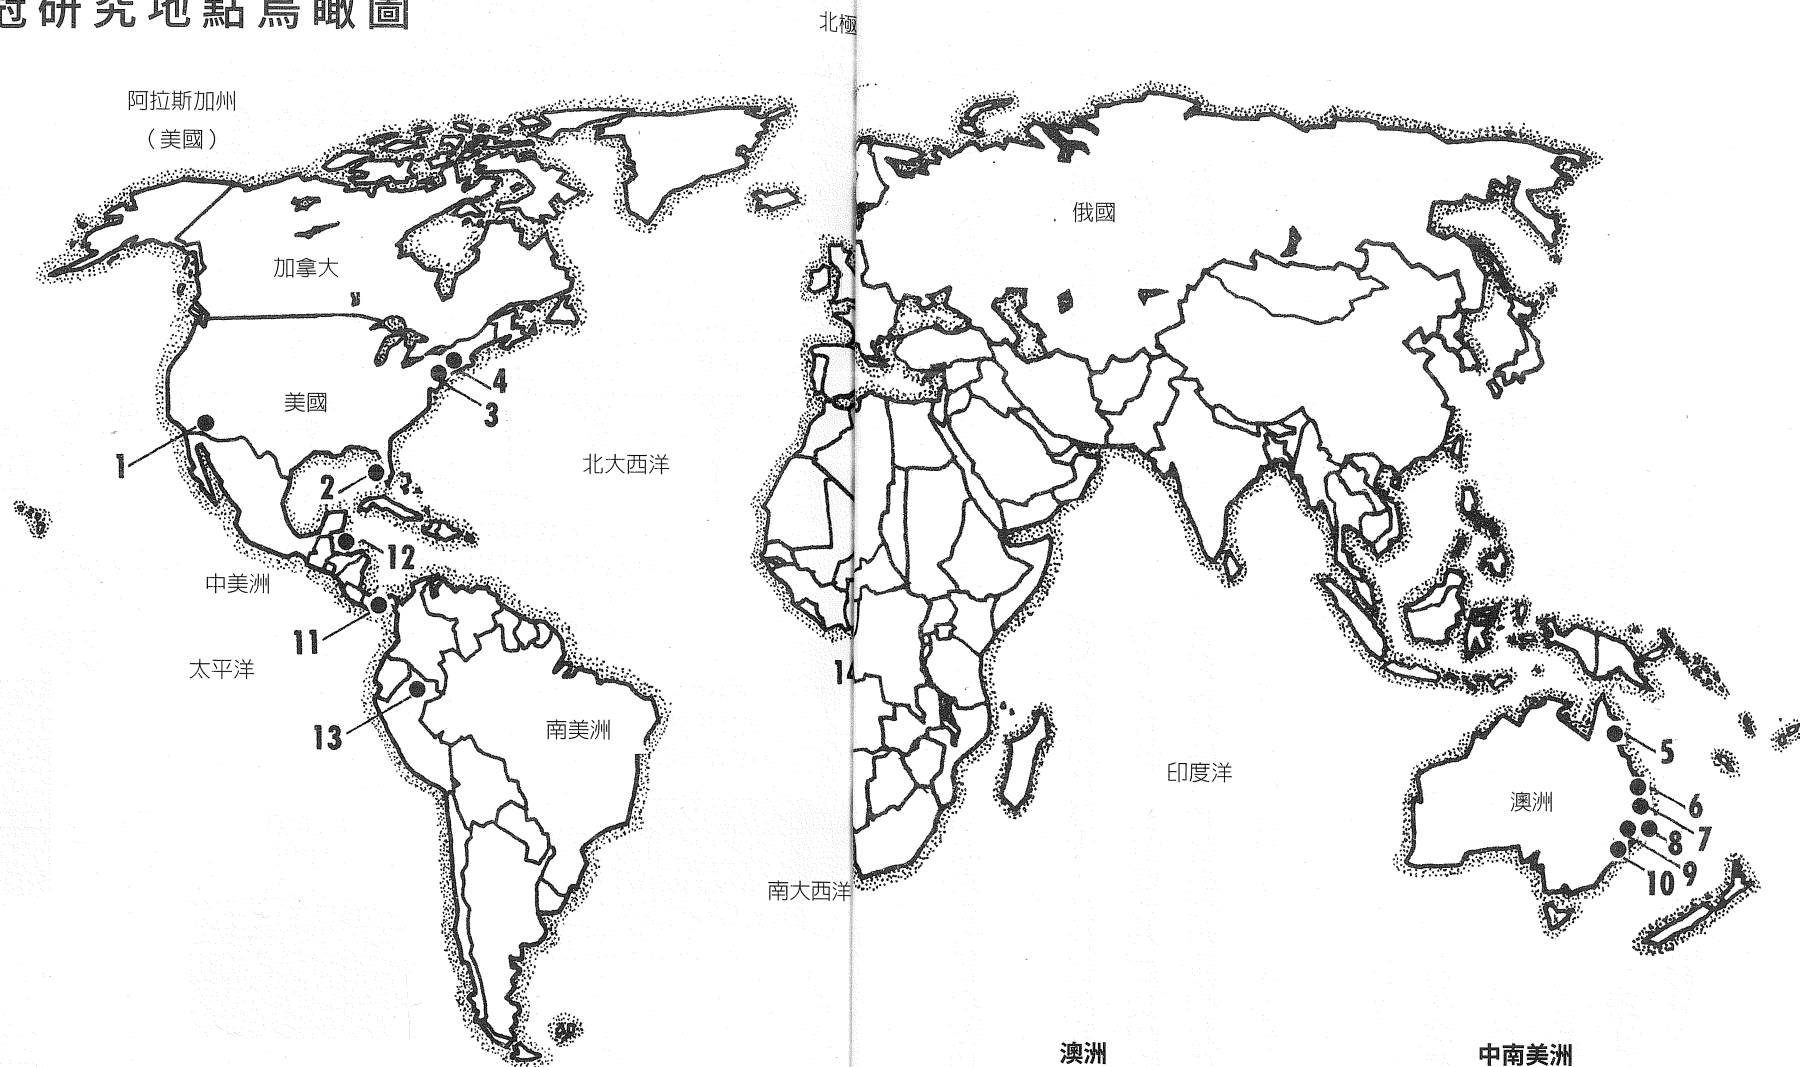 冠研究地點鳥瞰圖
北極
阿拉斯加州
（美國）
俄國
加拿大
美國
4
3
1
2
北大西洋
12
中美洲
11
太平洋
14
13
南美洲
5
印度洋
澳洲
6
7
8
9
10
南大西洋
澳洲
中南美洲